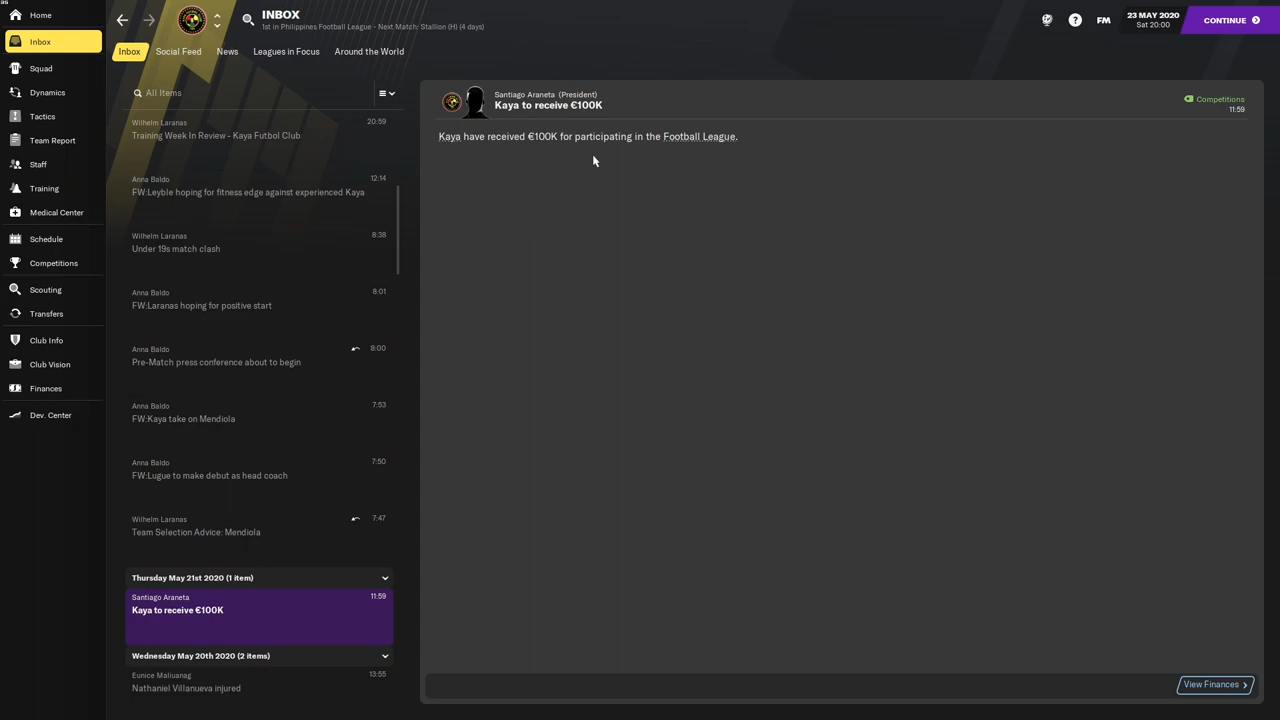 Home
Inbox
Squad
Dynamics
Tactics
Team Report
Staff
Training
Medical Center
Schedule
Competitions
Scouting
Transfers
Club Info
Club Vision
Finances
Dev. Center
INBOX
1st in Philippines Football League - Next Match: Stallion (H) (4 days)
?
FM
23 MAY 2020
Sat 20:00
CONTINUE
Inbox
Social Feed
News
Leagues in Focus
Around the World
All Items
Wilhelm Laranas 20:59
Training Week In Review - Kaya Futbol Club
Anna Baldo 12:14
FW:Leyble hoping for fitness edge against experienced Kaya
Wilhelm Laranas 8:38
Under 19s match clash
Anna Baldo 8:01
FW:Laranas hoping for positive start
Anna Baldo 8:00
Pre-Match press conference about to begin
Anna Baldo 7:53
FW:Kaya take on Mendiola
Anna Baldo 7:50
FW:Lugue to make debut as head coach
Wilhelm Laranas 7:47
Team Selection Advice: Mendiola
Thursday May 21st 2020 (1 item)
Santiago Araneta 11:59
Kaya to receive €100K
Wednesday May 20th 2020 (2 items)
Eunice Maliuanag 13:55
Nathaniel Villanueva injured
Santiago Araneta (President)
Kaya to receive €100K
Competitions
11:59
Kaya have received €100K for participating in the Football League.
View Finances